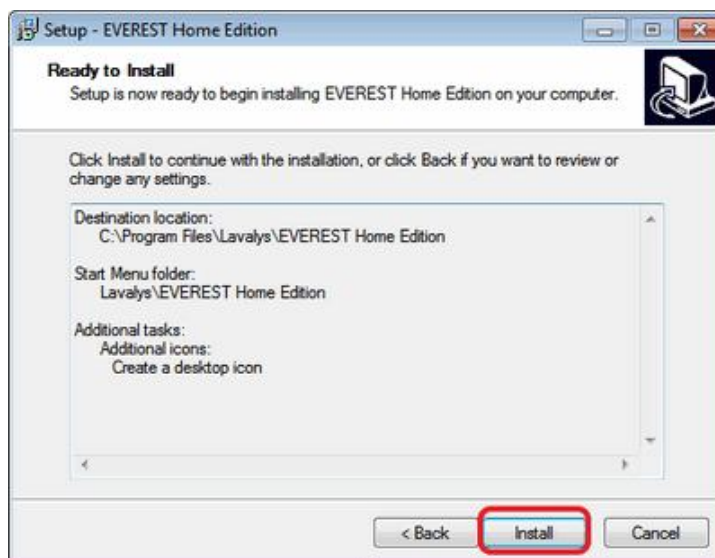 Setup - EVEREST Home Edition
Ready to Install
Setup is now ready to begin installing EVEREST Home Edition on your computer.
Click Install to continue with the installation, or click Back if you want to review or
change any settings.
Destination location:
C:\Program Files\Lavalys\EVEREST Home Edition
Start Menu folder:
Lavalys\EVEREST Home Edition
Additional tasks:
Additional icons:
Create a desktop icon
< Back Install Cancel